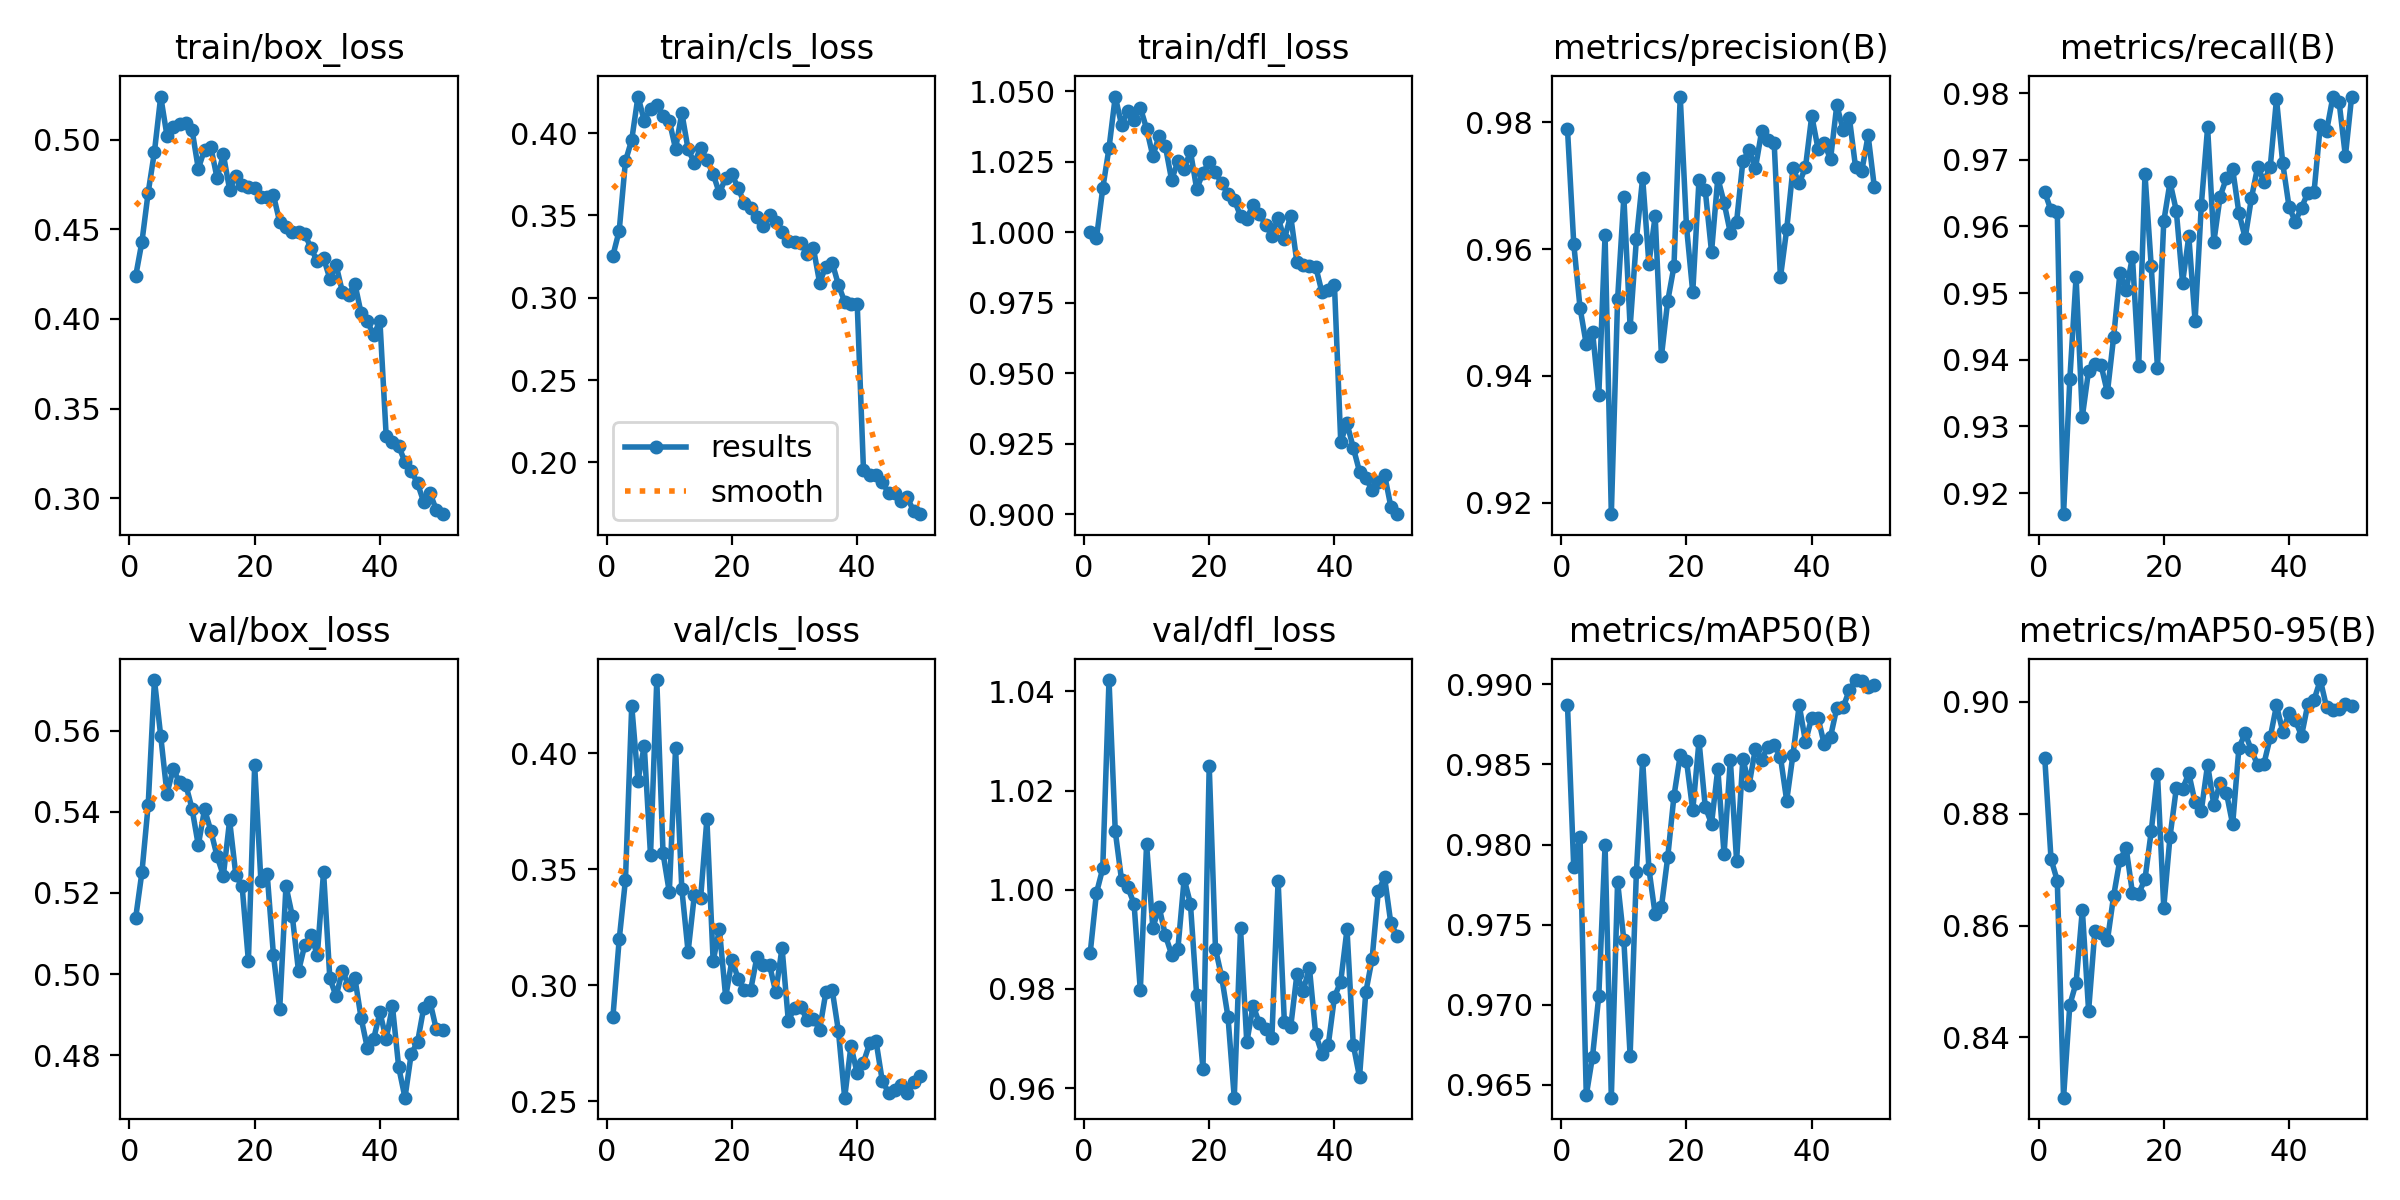 train/box_loss
0.50
0.45
0.40
0.35
0.30
0 20 40
train/cls_loss
0.40
0.35
0.30
0.25
0.20
results
smooth
0 20 40
train/dfl_loss
1.050
1.025
1.000
0.975
0.950
0.925
0.900
0 20 40
metrics/precision(B)
0.98
0.96
0.94
0.92
0 20 40
metrics/recall(B)
0.98
0.97
0.96
0.95
0.94
0.93
0.92
0 20 40
val/box_loss
0.56
0.54
0.52
0.50
0.48
0 20 40
val/cls_loss
0.40
0.35
0.30
0.25
0 20 40
val/dfl_loss
1.04
1.02
1.00
0.98
0.96
0 20 40
metrics/mAP50(B)
0.990
0.985
0.980
0.975
0.970
0.965
0 20 40
metrics/mAP50-95(B)
0.90
0.88
0.86
0.84
0 20 40